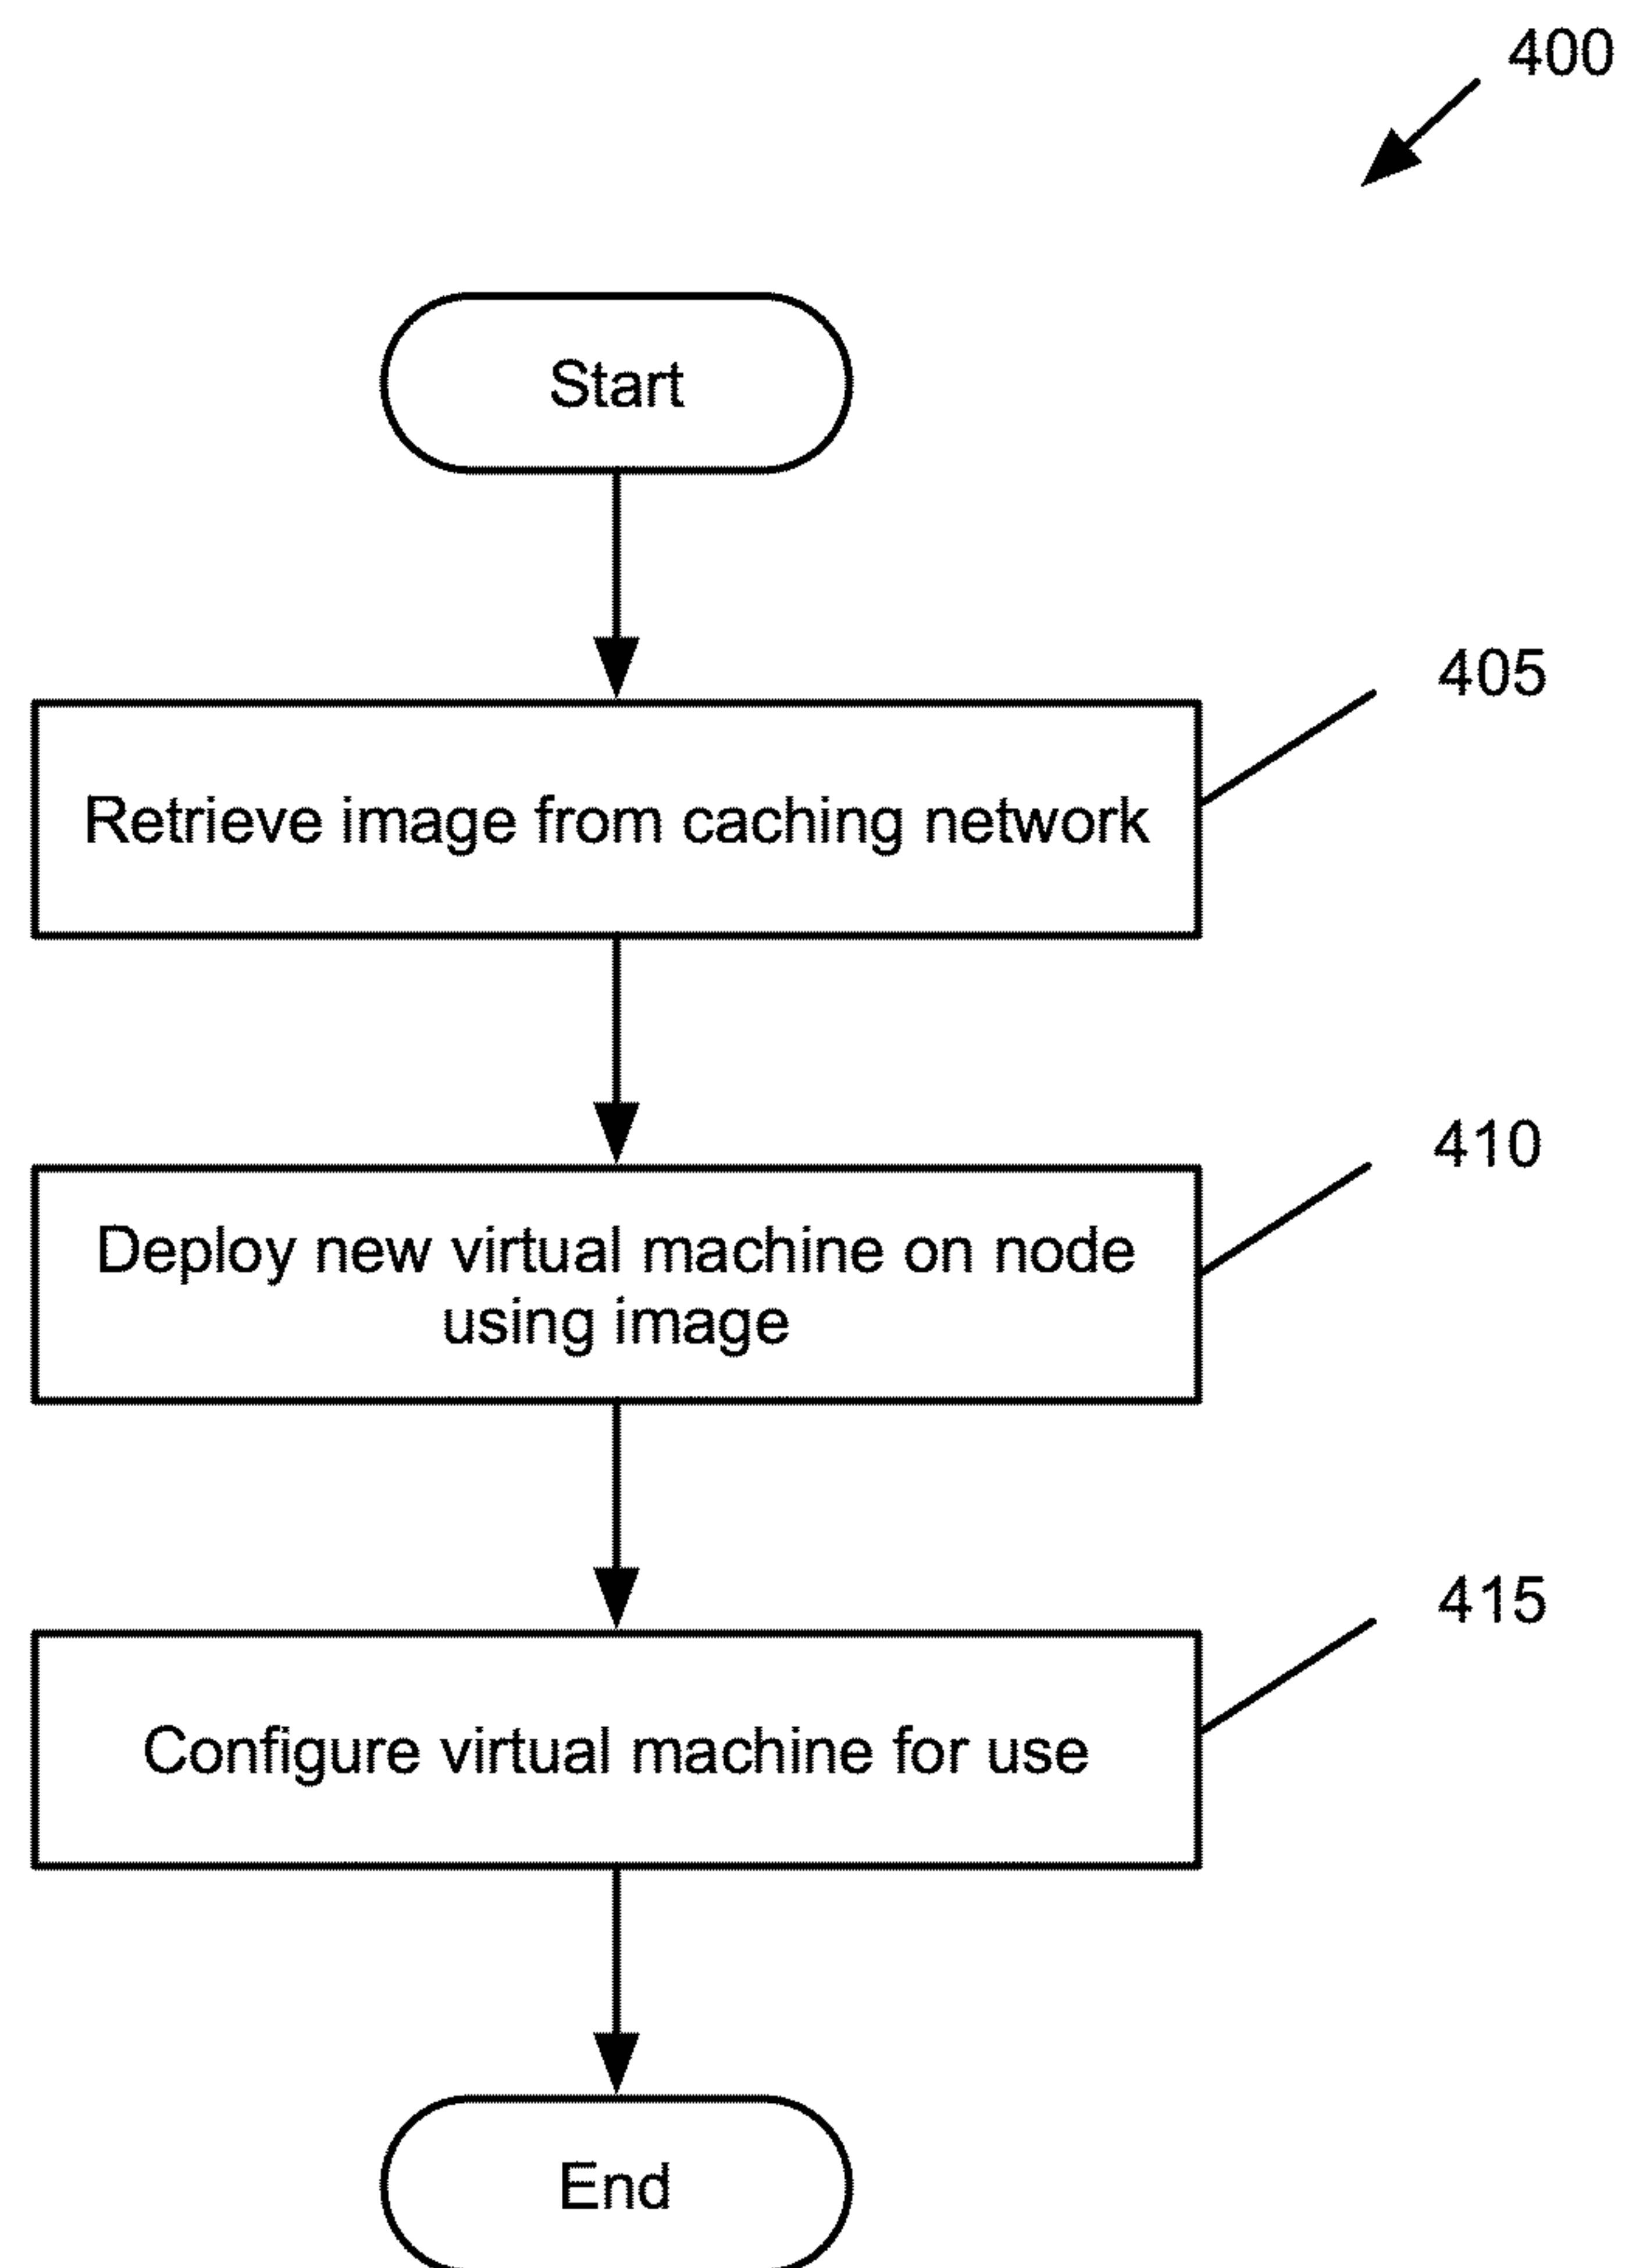 400
Start
405
Retrieve image from caching network
410
Deploy new virtual machine on node
using image
415
Configure virtual machine for use
End